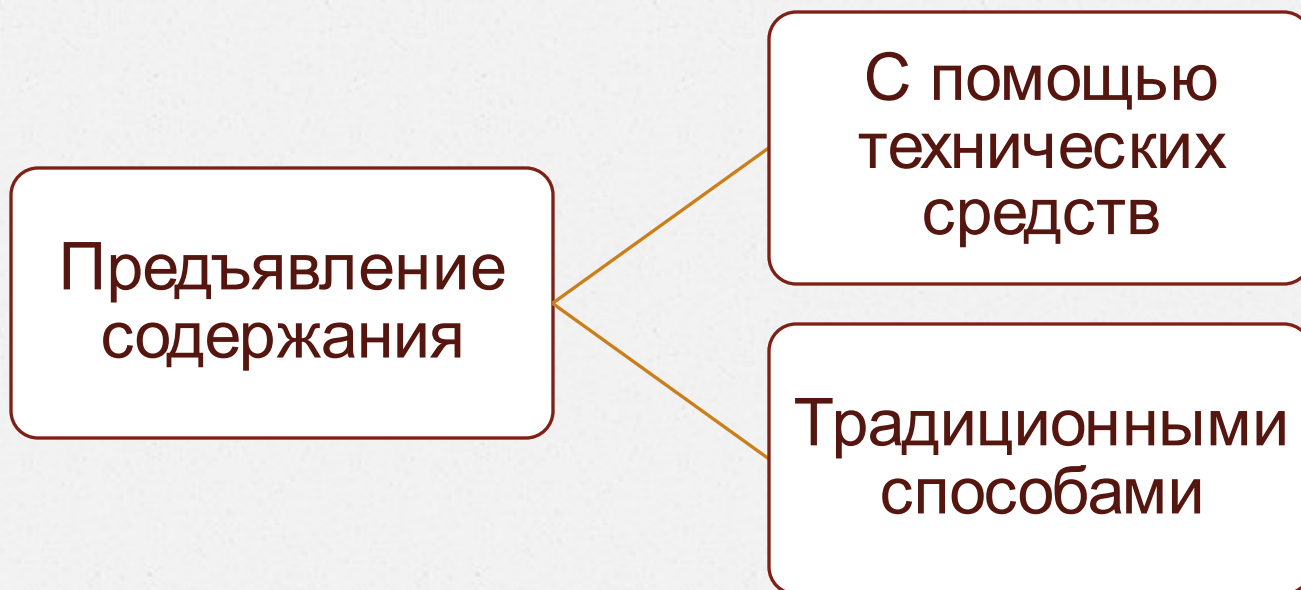 Предъявление
содержания
С помощью
технических
средств
Традиционными
способами